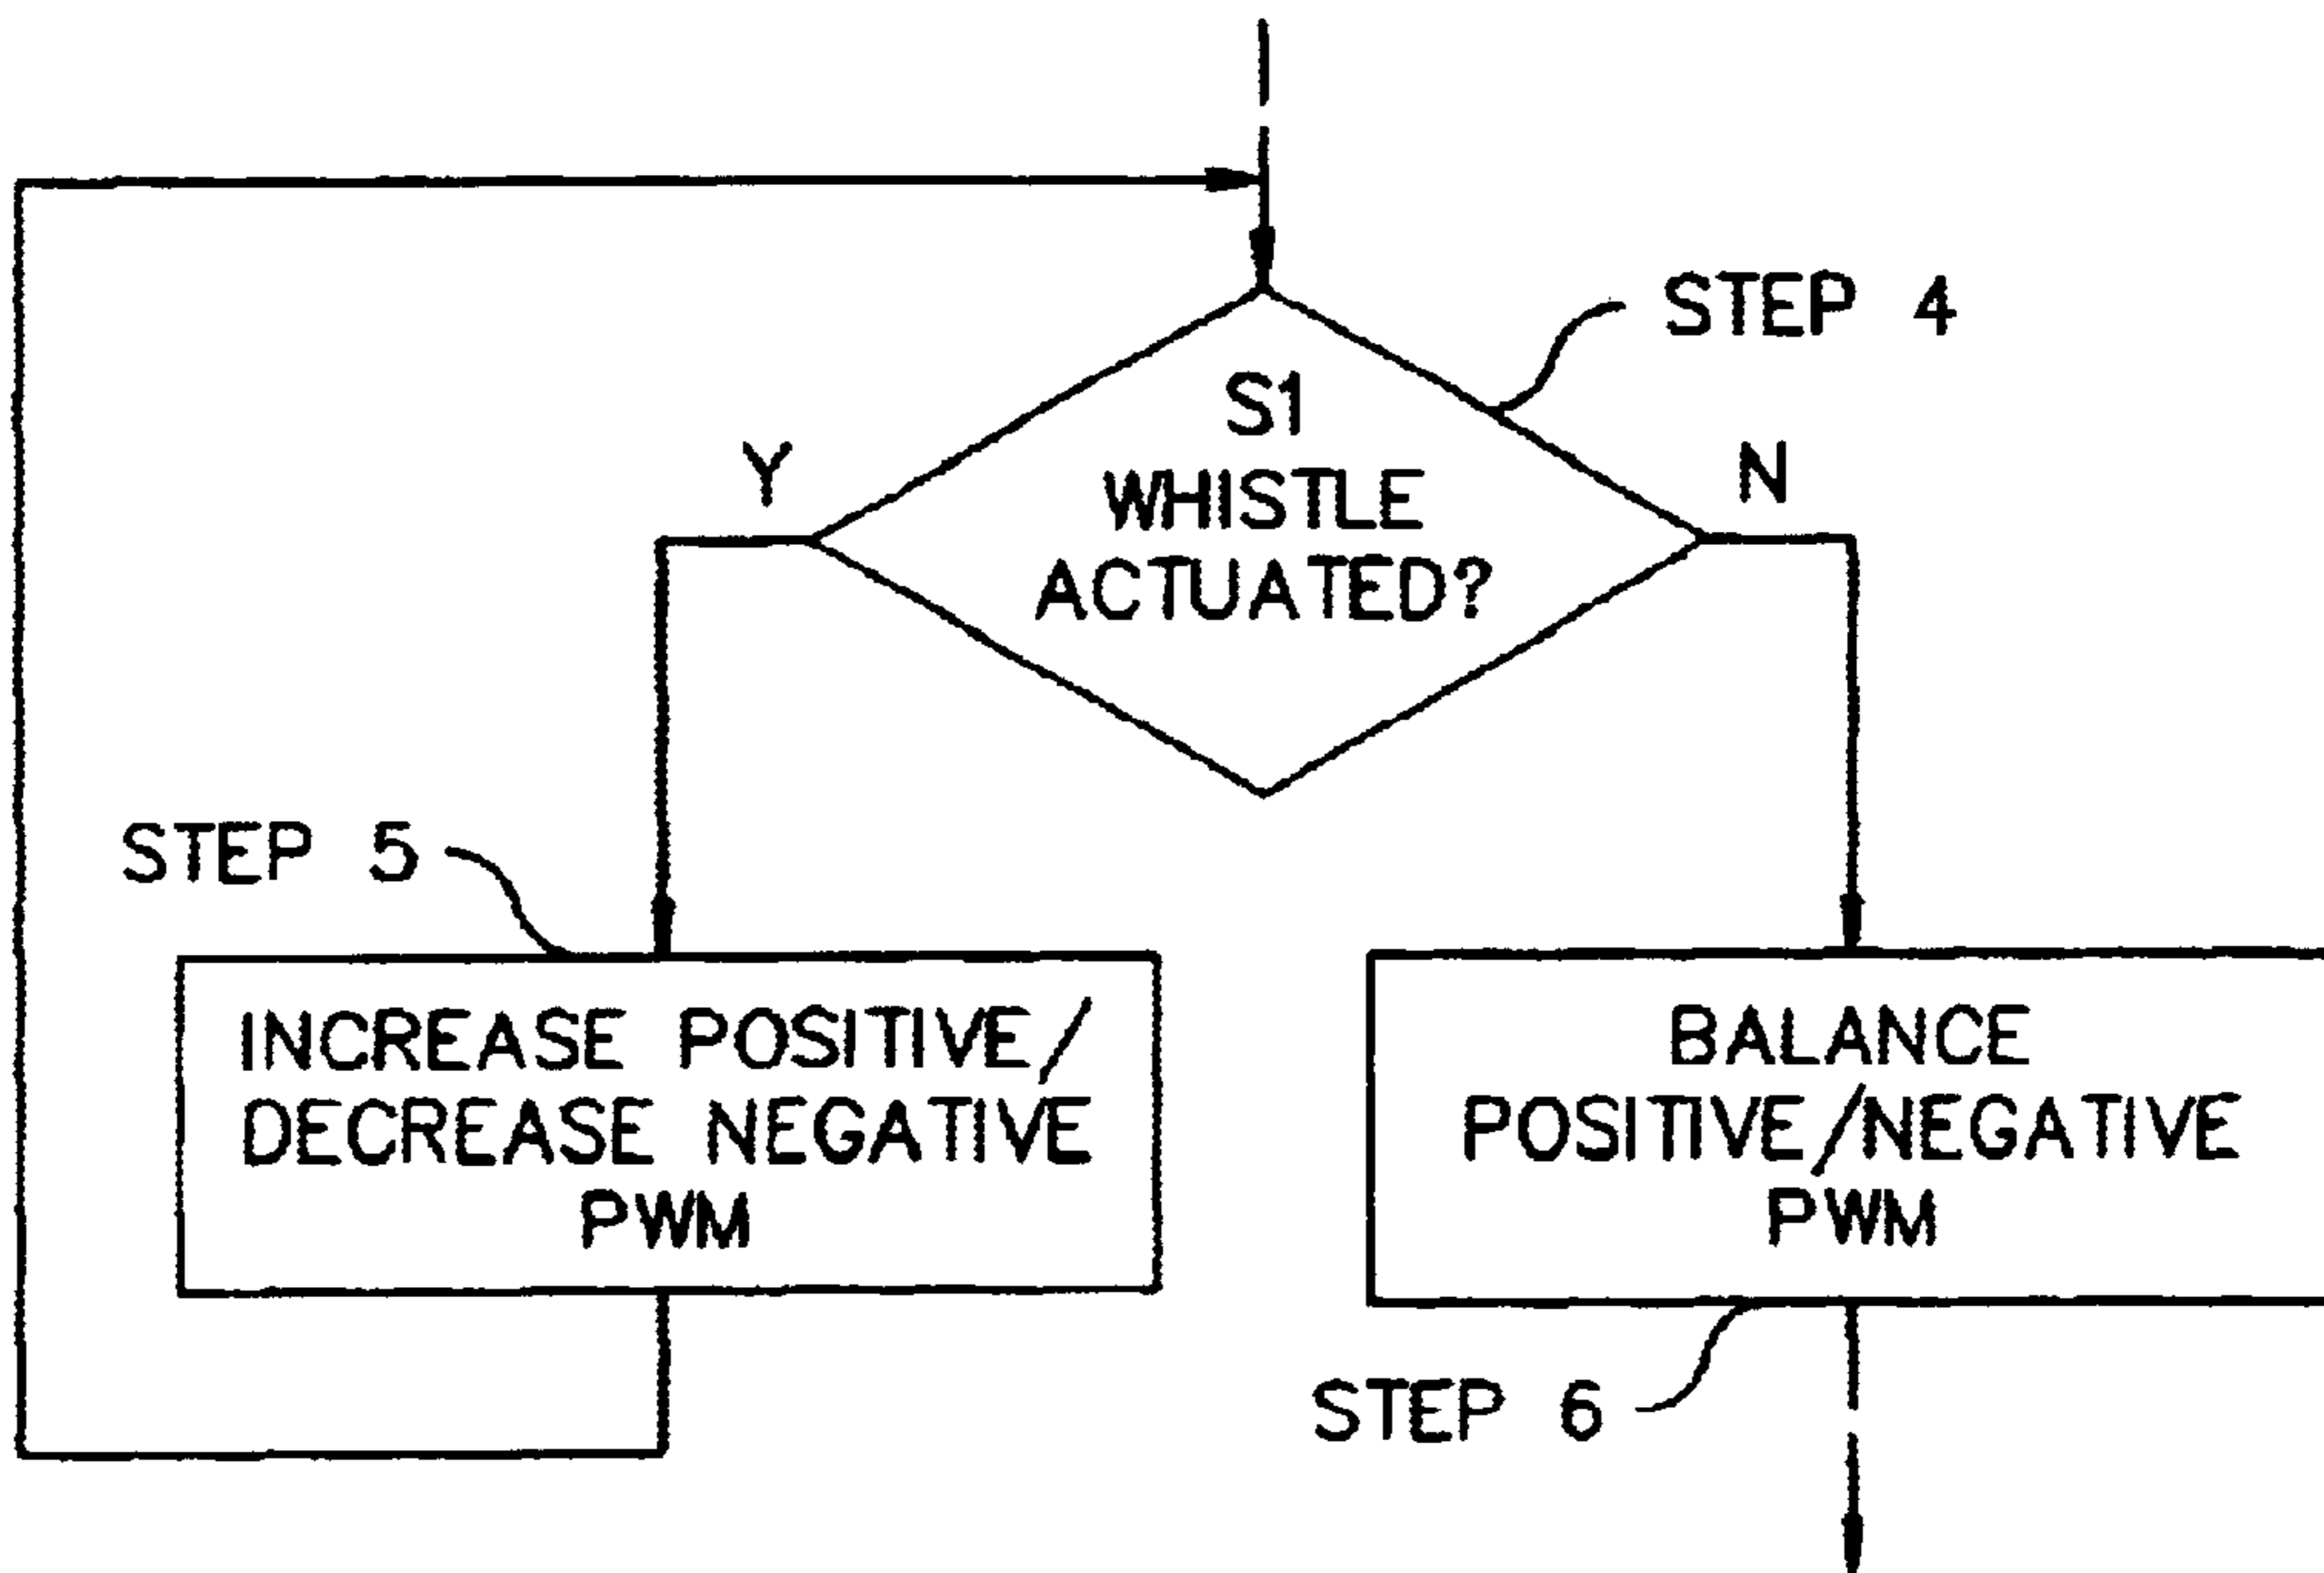 STEP 4
S1
WHISTLE
ACTUATED?
Y
N
STEP 5
INCREASE POSITIVE/
DECREASE NEGATIVE
PWM
BALANCE
POSITIVE/NEGATIVE
PWM
STEP 6